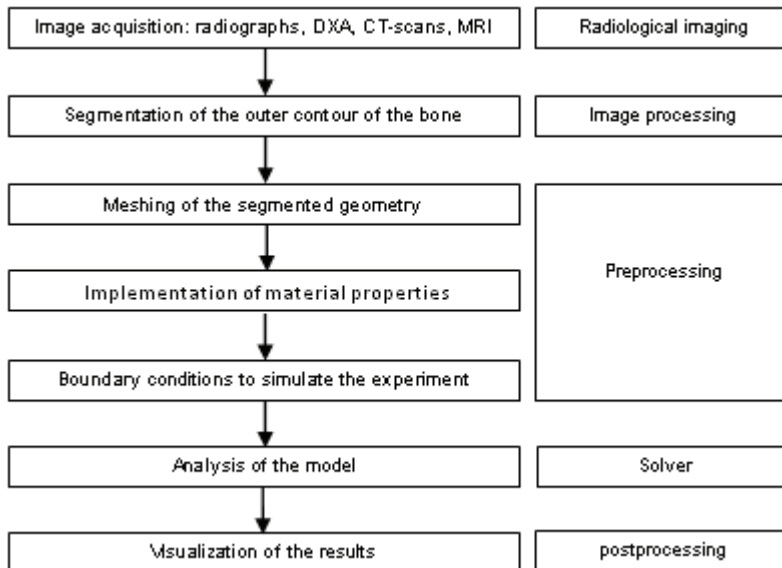 Image acquisition: radiographs, DXA, CT-scans, MRI
Radiological imaging
Segmentation of the outer contour of the bone
Image processing
Meshing of the segmented geometry
Preprocessing
Implementation of material properties
Boundary conditions to simulate the experiment
Analysis of the model
Solver
Visualization of the results
postprocessing